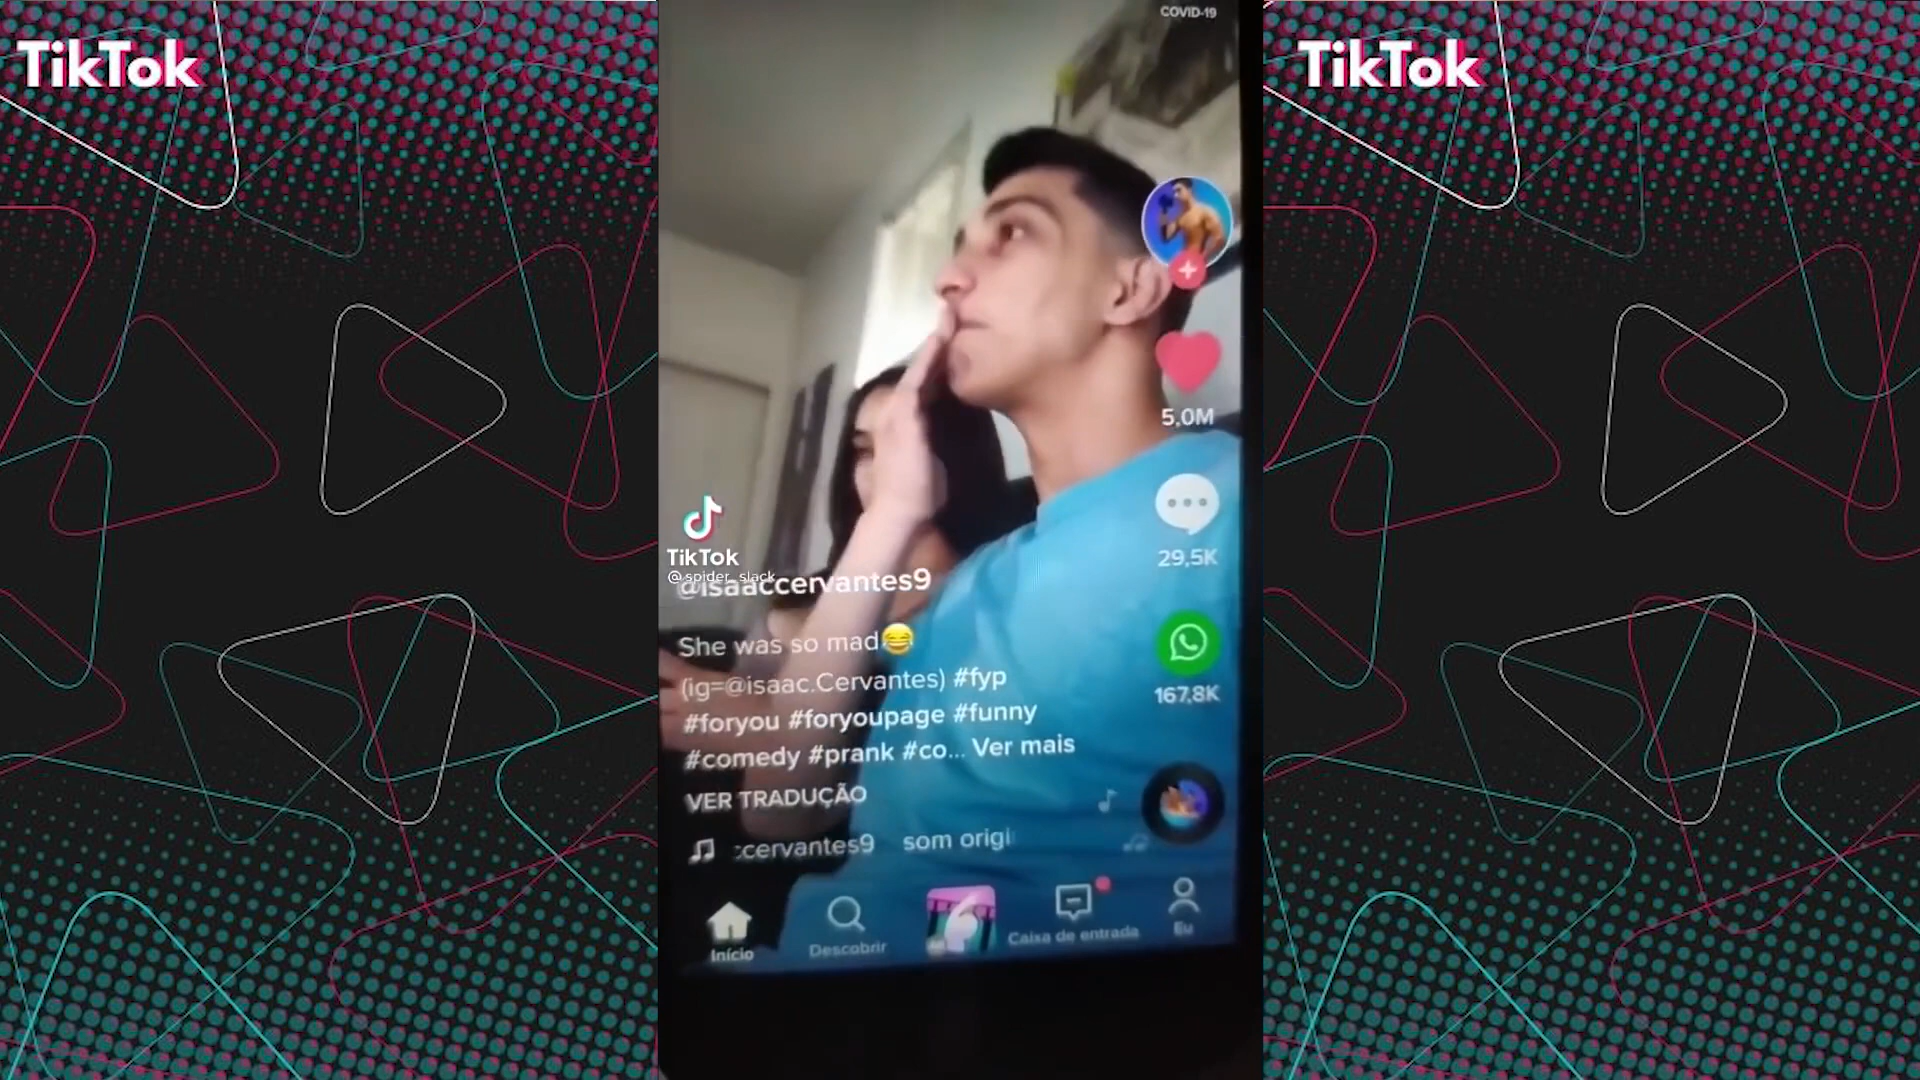 TikTok
COVID-19
TikTok
5,0M
29,5K
TikTok
@spider_slack
@isaaccervantes9
She was so mad😂
(ig=@isaac.Cervantes) #fyp
#foryou #foryoupage #funny
#comedy #prank #co... Ver mais
167,8K
VER TRADUÇÃO
ccervantes9 som origi
Início
Descobrir
Caixa de entrada
Eu